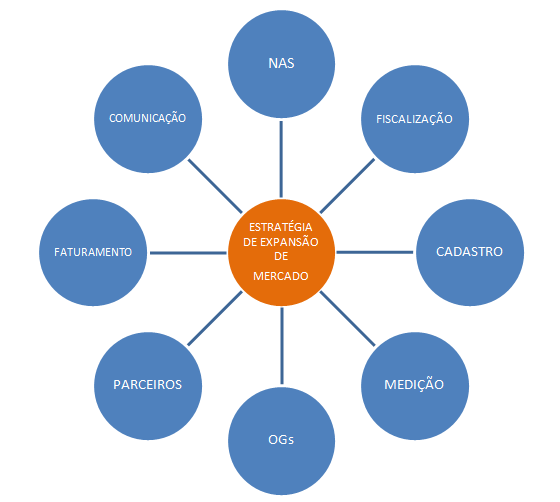 NAS
COMUNICAÇÃO
FISCALIZAÇÃO
ESTRATÉGIA
DE EXPANSÃO
DE
MERCADO
FATURAMENTO
CADASTRO
PARCEIROS
MEDIÇÃO
OGs